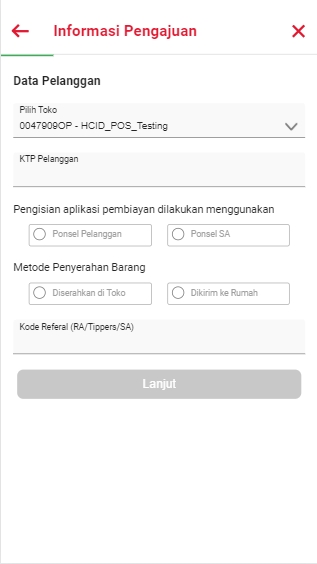 Informasi Pengajuan
Data Pelanggan
Pilih Toko
0047909OP - HCID_POS_Testing
KTP Pelanggan
Pengisian aplikasi pembiayan dilakukan menggunakan
Ponsel Pelanggan
Ponsel SA
Metode Penyerahan Barang
Diserahkan di Toko
Dikirim ke Rumah
Kode Referal (RA/Tippers/SA)
Lanjut